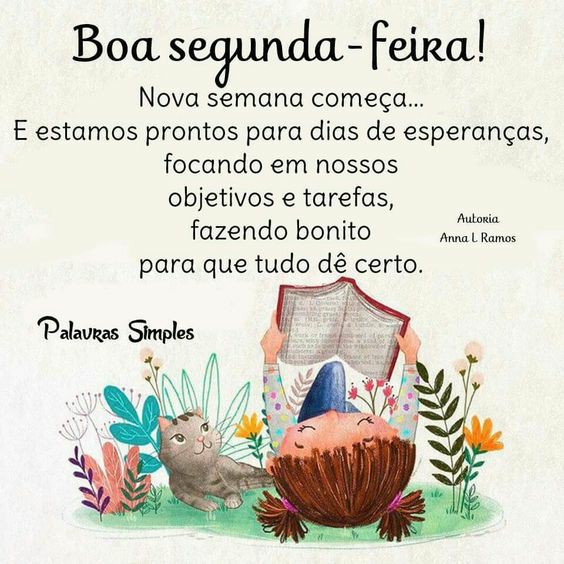 Boa segunda-feira!
Nova semana começa...
E estamos prontos para dias de esperanças,
focando em nossos
objetivos e tarefas,
fazendo bonito
para que tudo dê certo.
Autoria
Anna L Ramos
Palavras Simples